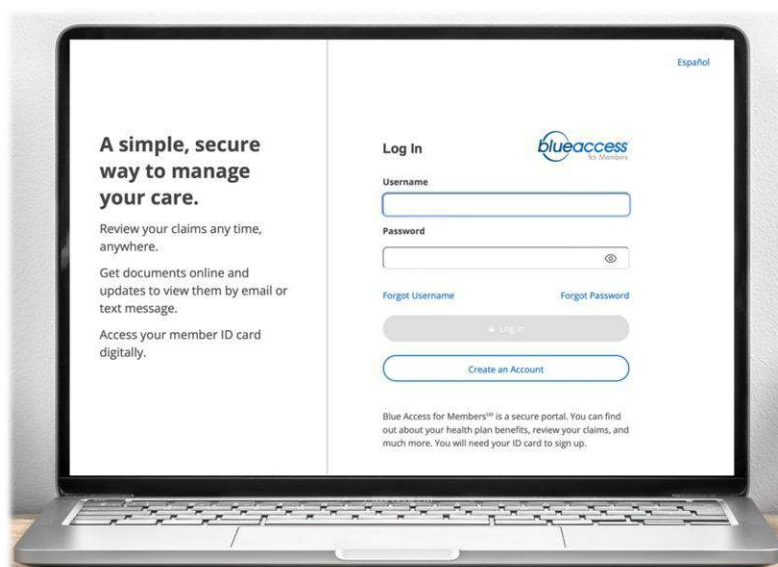 Español
A simple, secure
way to manage
your care.
Review your claims any time,
anywhere.
Get documents online and
updates to view them by email or
text message.
Access your member ID card
digitally.
Log In
blueaccess
for Members
Username
Password
Forgot Username
Forgot Password
Log In
Create an Account
Blue Access for Members℠ is a secure portal. You can find
out about your health plan benefits, review your claims, and
much more. You will need your ID card to sign up.